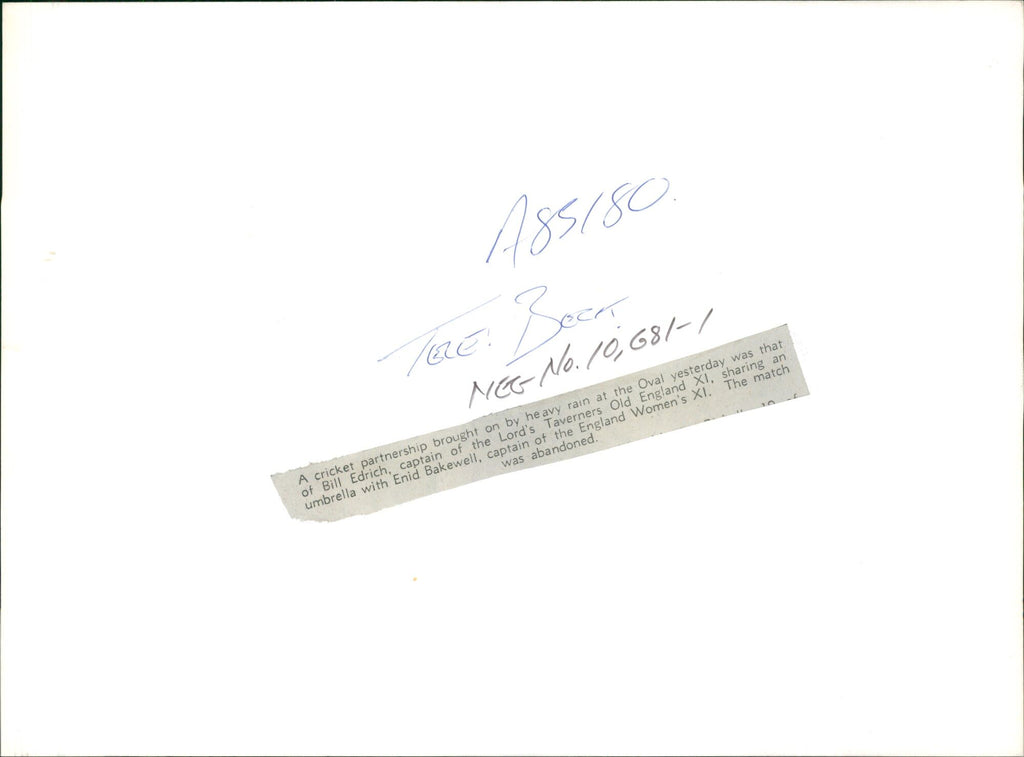 A85180.
TELE. 
NEG No. 10,681-1
A cricket partnership brought on by heavy rain at the Oval yesterday was that
of Bill Edrich, captain of the Lord's Taverners Old England XI, sharing an
umbrella with Enid Bakewell, captain of the England Women's XI. The match
was abandoned.